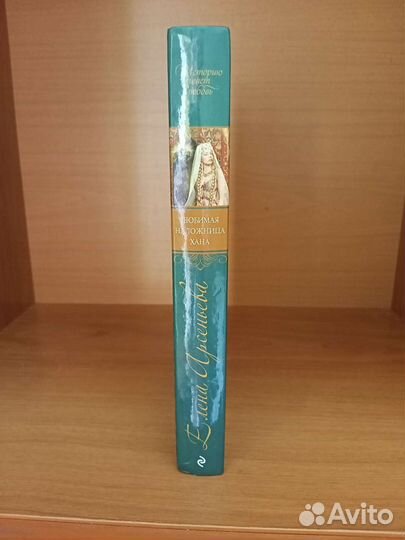 Историю
пишет
любовь
ЛЮБИМАЯ
НАЛОЖНИЦА
ХАНА
Елена Арсеньева
Avito